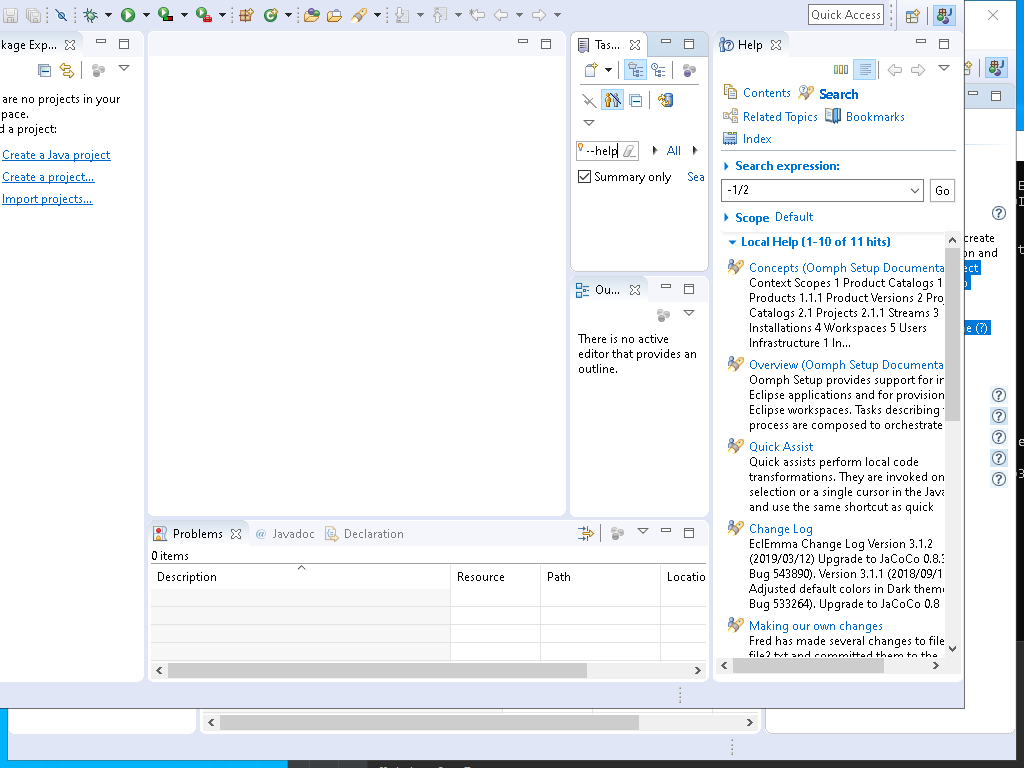 Quick Access
kage Exp...
Tas...
Help
are no projects in your
pace.
d a project:
Create a Java project
Create a project...
Import projects...
--help
All
Summary only
Sea
Ou...
There is no active
editor that provides an
outline.
Contents
Search
Related Topics
Bookmarks
Index
Search expression:
-1/2
Go
Scope Default
Local Help (1-10 of 11 hits)
Concepts (Oomph Setup Documenta
Context Scopes 1 Product Catalogs 1
Products 1.1.1 Product Versions 2 Proj
Catalogs 2.1 Projects 2.1.1 Streams 3
Installations 4 Workspaces 5 Users
Infrastructure 1 In...
Overview (Oomph Setup Documenta
Oomph Setup provides support for in
Eclipse applications and for provision
Eclipse workspaces. Tasks describing
process are composed to orchestrate
Quick Assist
Quick assists perform local code
transformations. They are invoked on
selection or a single cursor in the Java
and use the same shortcut as quick
Change Log
EclEmma Change Log Version 3.1.2
(2019/03/12) Upgrade to JaCoCo 0.8.3
Bug 543890). Version 3.1.1 (2018/09/1
Adjusted default colors in Dark theme
Bug 533264). Upgrade to JaCoCo 0.8
Making our own changes
Fred has made several changes to file
file2.txt and committed them to the
Problems
Javadoc
Declaration
0 items
Description
Resource
Path
Locatio
create
on and
ect
e (?)